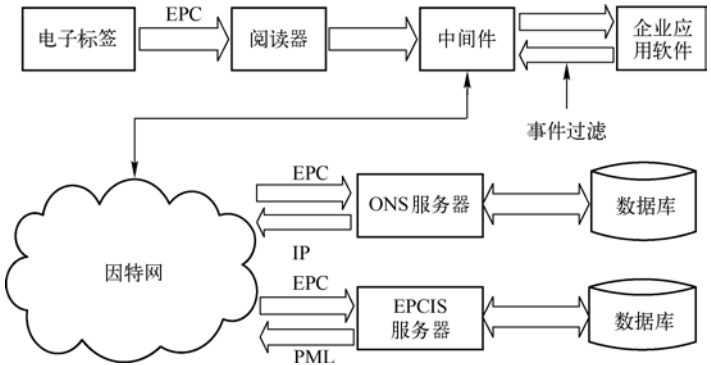 电子标签
EPC
阅读器
中间件
企业应
用软件
事件过滤
因特网
EPC
ONS服务器
数据库
IP
EPC
EPCIS
服务器
数据库
PML